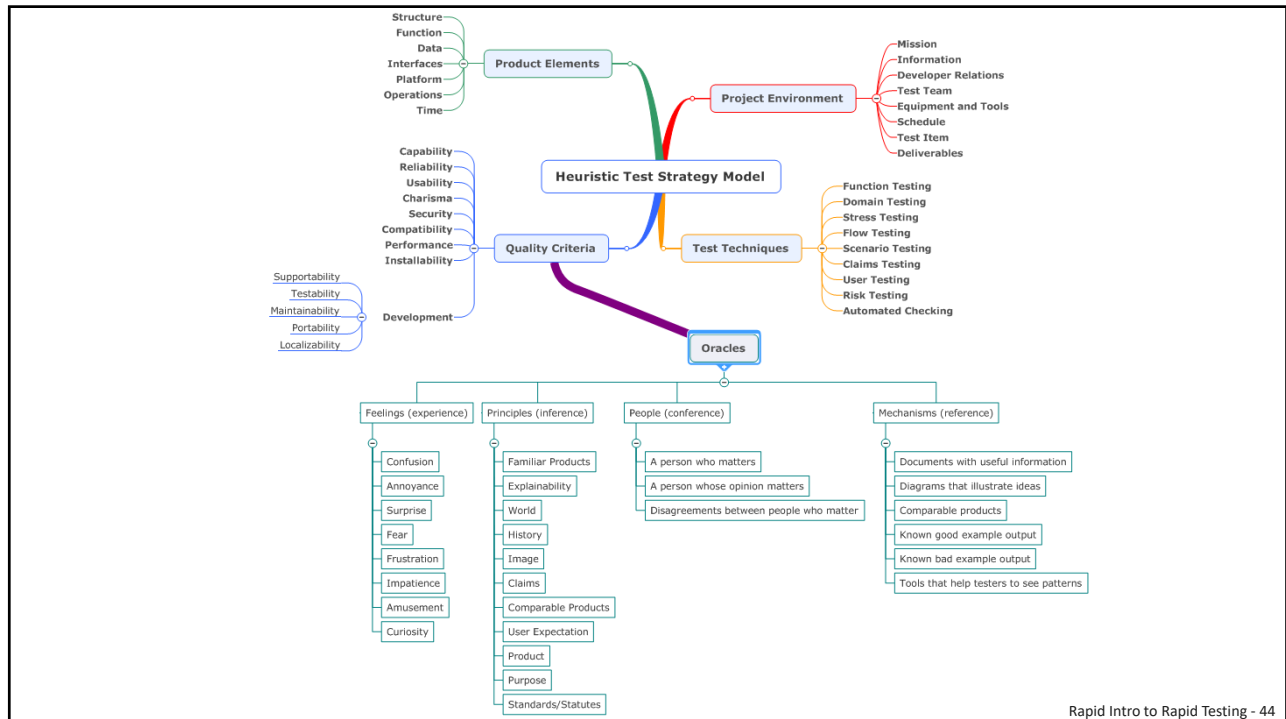 Heuristic Test Strategy Model
Product Elements
Structure
Function
Data
Interfaces
Platform
Operations
Time
Project Environment
Mission
Information
Developer Relations
Test Team
Equipment and Tools
Schedule
Test Item
Deliverables
Quality Criteria
Capability
Reliability
Usability
Charisma
Security
Compatibility
Performance
Installability
Development
Supportability
Testability
Maintainability
Portability
Localizability
Test Techniques
Function Testing
Domain Testing
Stress Testing
Flow Testing
Scenario Testing
Claims Testing
User Testing
Risk Testing
Automated Checking
Oracles
Feelings (experience)
Confusion
Annoyance
Surprise
Fear
Frustration
Impatience
Amusement
Curiosity
Principles (inference)
Familiar Products
Explainability
World
History
Image
Claims
Comparable Products
User Expectation
Product
Purpose
Standards/Statutes
People (conference)
A person who matters
A person whose opinion matters
Disagreements between people who matter
Mechanisms (reference)
Documents with useful information
Diagrams that illustrate ideas
Comparable products
Known good example output
Known bad example output
Tools that help testers to see patterns
Rapid Intro to Rapid Testing - 44